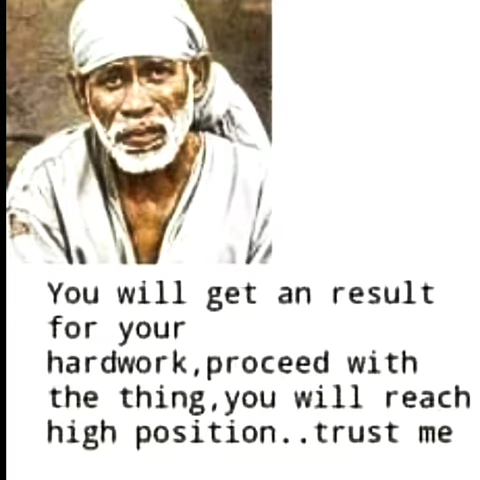 You will get an result
for your
hardwork,proceed with
the thing,you will reach
high position..trust me